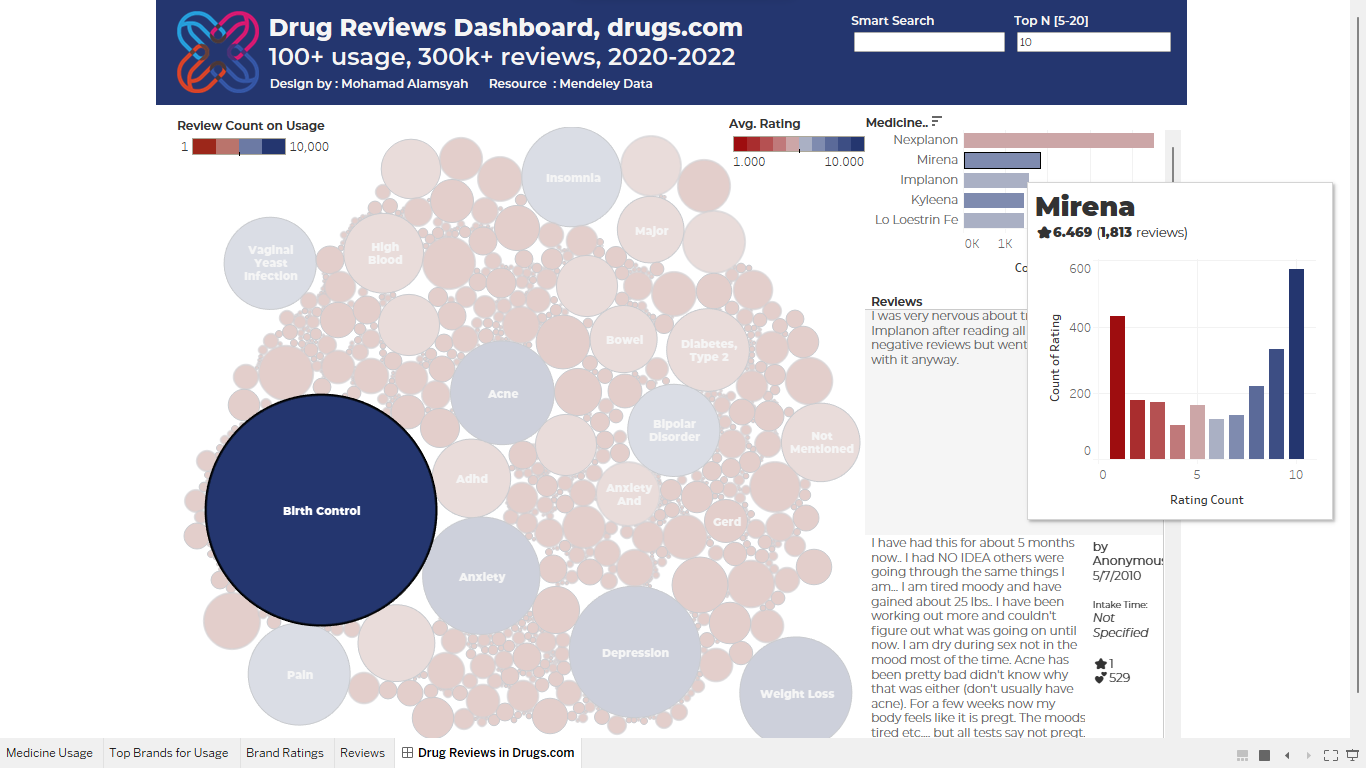 Drug Reviews Dashboard, drugs.com
100+ usage, 300k+ reviews, 2020-2022
Design by : Mohamad Alamsyah Resource : Mendeley Data
Smart Search
Top N [5-20]
10
Review Count on Usage
1 10,000
Avg. Rating
1.000 10.000
Insomnia
Vaginal
Yeast
Infection
High
Blood
Major
Bowel
Diabetes,
Type 2
Acne
Bipolar
Disorder
Not
Mentioned
Adhd
Anxiety
And
Gerd
Birth Control
Anxiety
Depression
Pain
Weight Loss
Medicine..
Nexplanon
Mirena
Implanon
Kyleena
Lo Loestrin Fe
0K 1K
Co
Mirena
6.469 (1,813 reviews)
Count of Rating
600
400
200
0
0 5 10
Rating Count
Reviews
I was very nervous about
Implanon after reading all
negative reviews but went
with it anyway.
I have had this for about 5 months
now.. I had NO IDEA others were
going through the same things I
am... I am tired moody and have
gained about 25 lbs.. I have been
working out more and couldn't
figure out what was going on until
now. I am dry during sex not in the
mood most of the time. Acne has
been pretty bad didn't know why
that was either (don't usually have
acne). For a few weeks now my
body feels like it is pregt. The moods
tired etc.... but all tests say not pregt.
by
Anonymous
5/7/2010
Intake Time:
Not
Specified
1
529
Medicine Usage
Top Brands for Usage
Brand Ratings
Reviews
Drug Reviews in Drugs.com